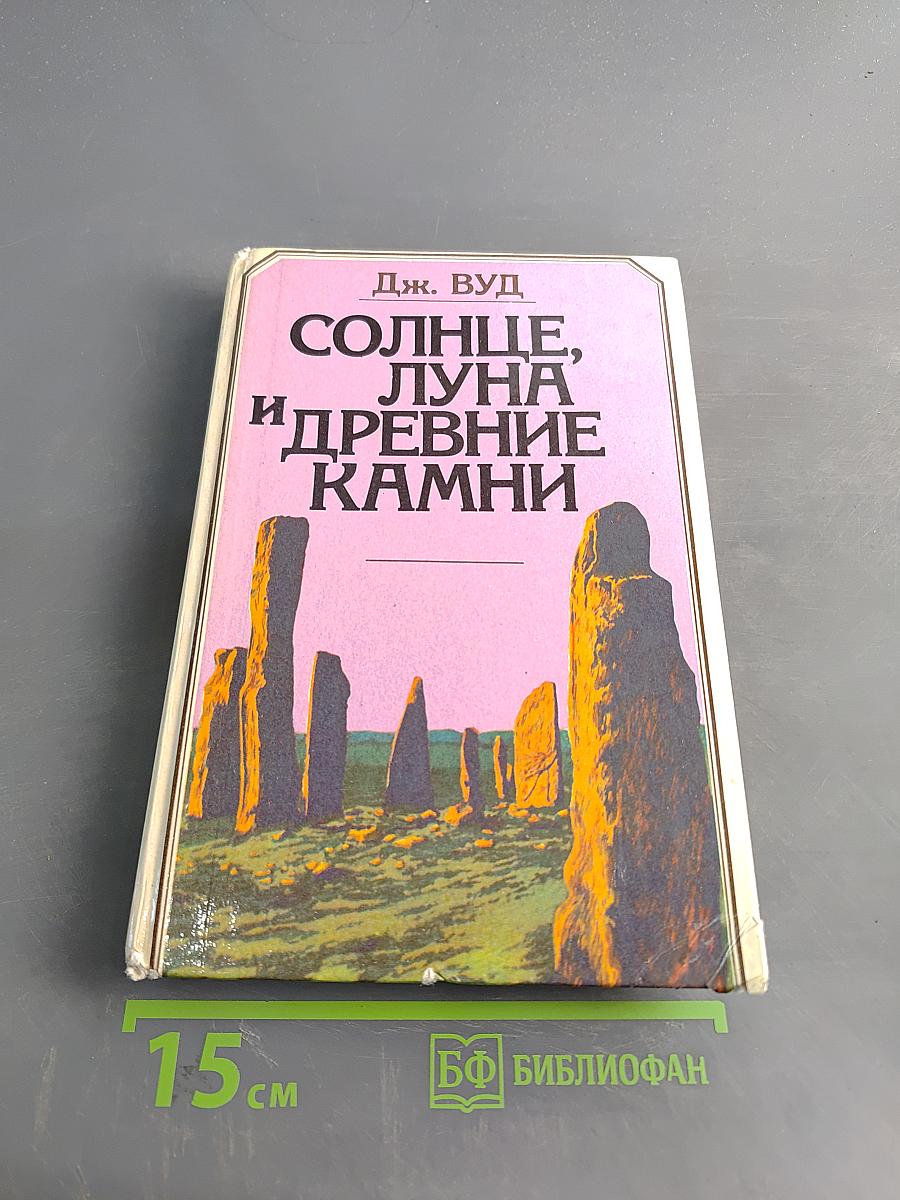 Дж. ВУД
СОЛНЦЕ,
ЛУНА
И ДРЕВНИЕ
КАМНИ
15 см
БФ БИБЛИОФАН